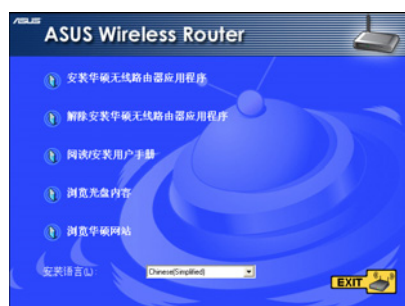 ASUS
ASUS Wireless Router
安装华硕无线路由器应用程序
解除安装华硕无线路由器应用程序
阅读/安装用户手册
浏览光盘内容
浏览华硕网站
安装语言(L):
Chinese(Simplified)
EXIT